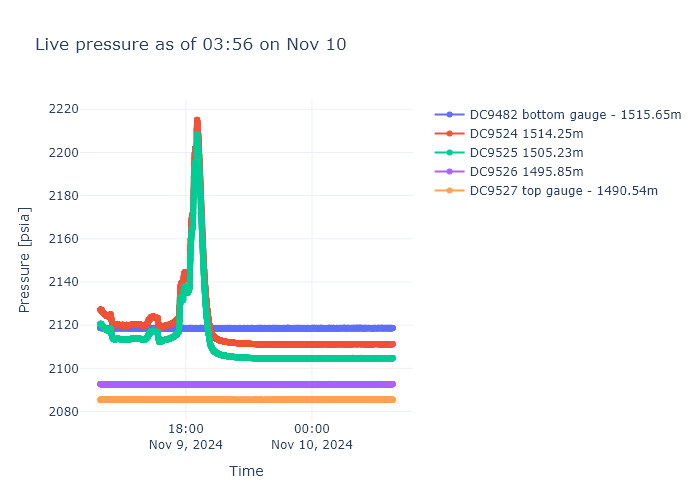 Live pressure as of 03:56 on Nov 10
DC9482 bottom gauge - 1515.65m
DC9524 1514.25m
DC9525 1505.23m
DC9526 1495.85m
DC9527 top gauge - 1490.54m
Pressure [psia]
2220
2200
2180
2160
2140
2120
2100
2080
18:00
Nov 9, 2024
00:00
Nov 10, 2024
Time